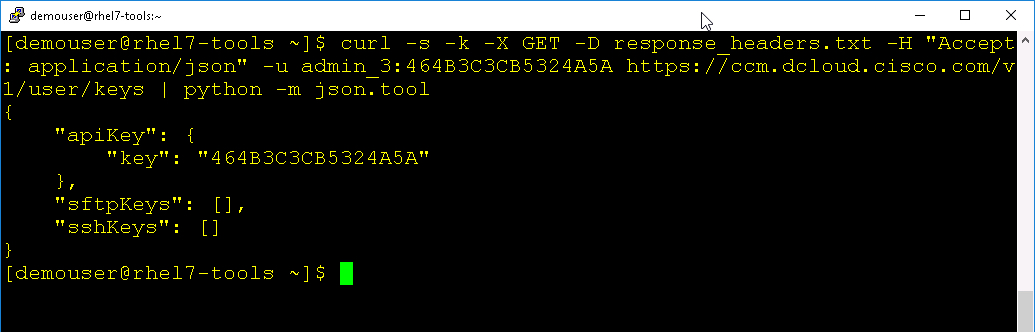 demouser@rhel7-tools:~
[demouser@rhel7-tools ~]$ curl -s -k -X GET -D response_headers.txt -H "Accept
: application/json" -u admin_3:464B3C3CB5324A5A https://ccm.dcloud.cisco.com/v
1/user/keys | python -m json.tool
{
    "apiKey": {
        "key": "464B3C3CB5324A5A"
    },
    "sftpKeys": [],
    "sshKeys": []
}
[demouser@rhel7-tools ~]$